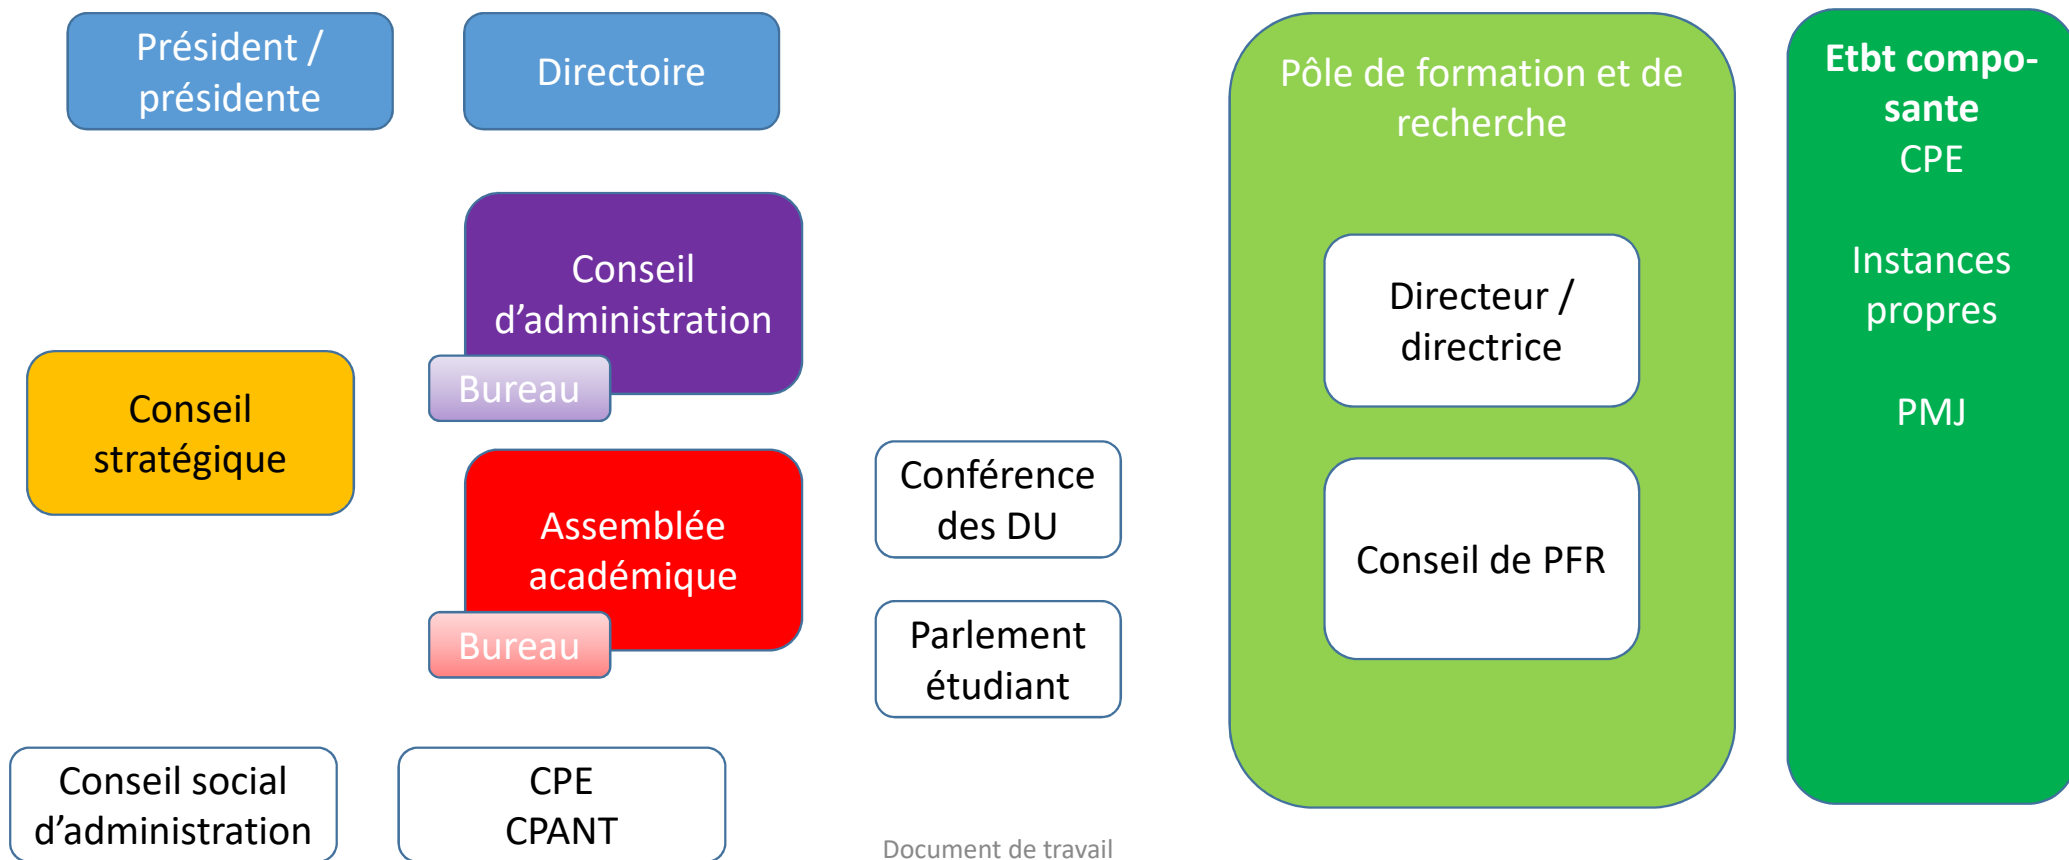 Président /
présidente
Directoire
Conseil
d’administration
Bureau
Conseil
stratégique
Assemblée
académique
Bureau
Conférence
des DU
Parlement
étudiant
Conseil social
d’administration
CPE
CPANT
Pôle de formation et de
recherche
Directeur /
directrice
Conseil de PFR
Etbt compo-
sante
CPE
Instances
propres
PMJ
Document de travail